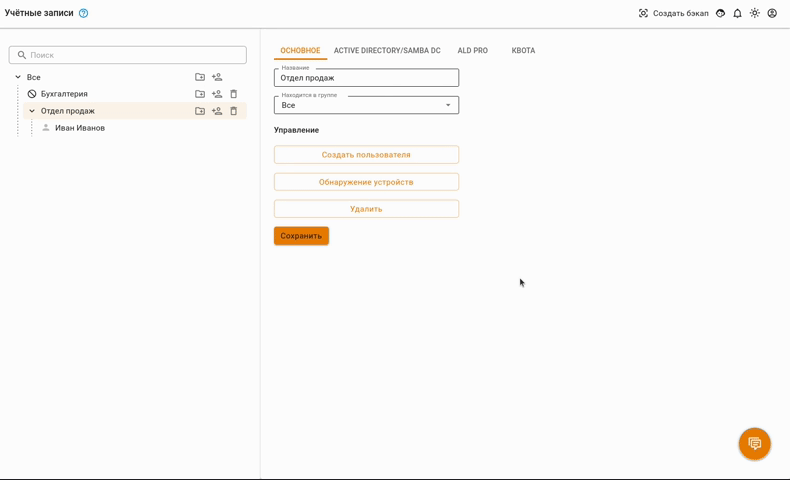 Учётные записи
Создать бэкап
Поиск
Все
Бухгалтерия
Отдел продаж
Иван Иванов
ОСНОВНОЕ
ACTIVE DIRECTORY/SAMBA DC
ALD PRO
КВОТА
Название
Отдел продаж
Находится в группе
Все
Управление
Создать пользователя
Обнаружение устройств
Удалить
Сохранить